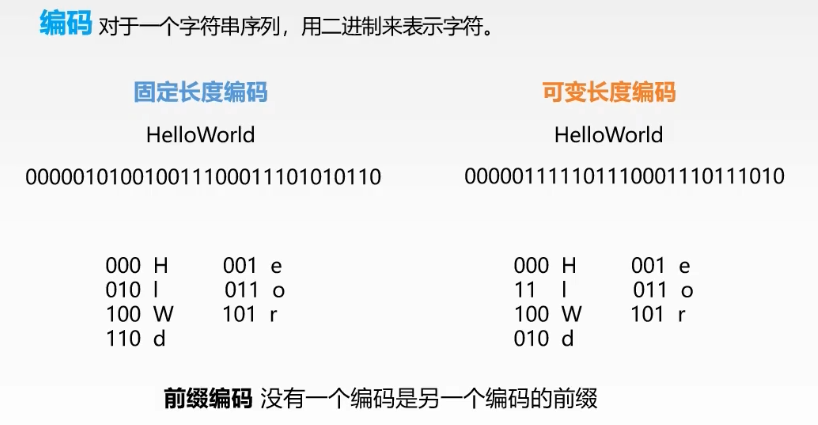 编码 对于一个字符串序列，用二进制来表示字符。
固定长度编码 可变长度编码
HelloWorld HelloWorld
000001010010011100011101010110 000001111101110001110111010
000 H 001 e 000 H 001 e
010 l 011 o 11 l 011 o
100 W 101 r 100 W 101 r
110 d 010 d
前缀编码 没有一个编码是另一个编码的前缀